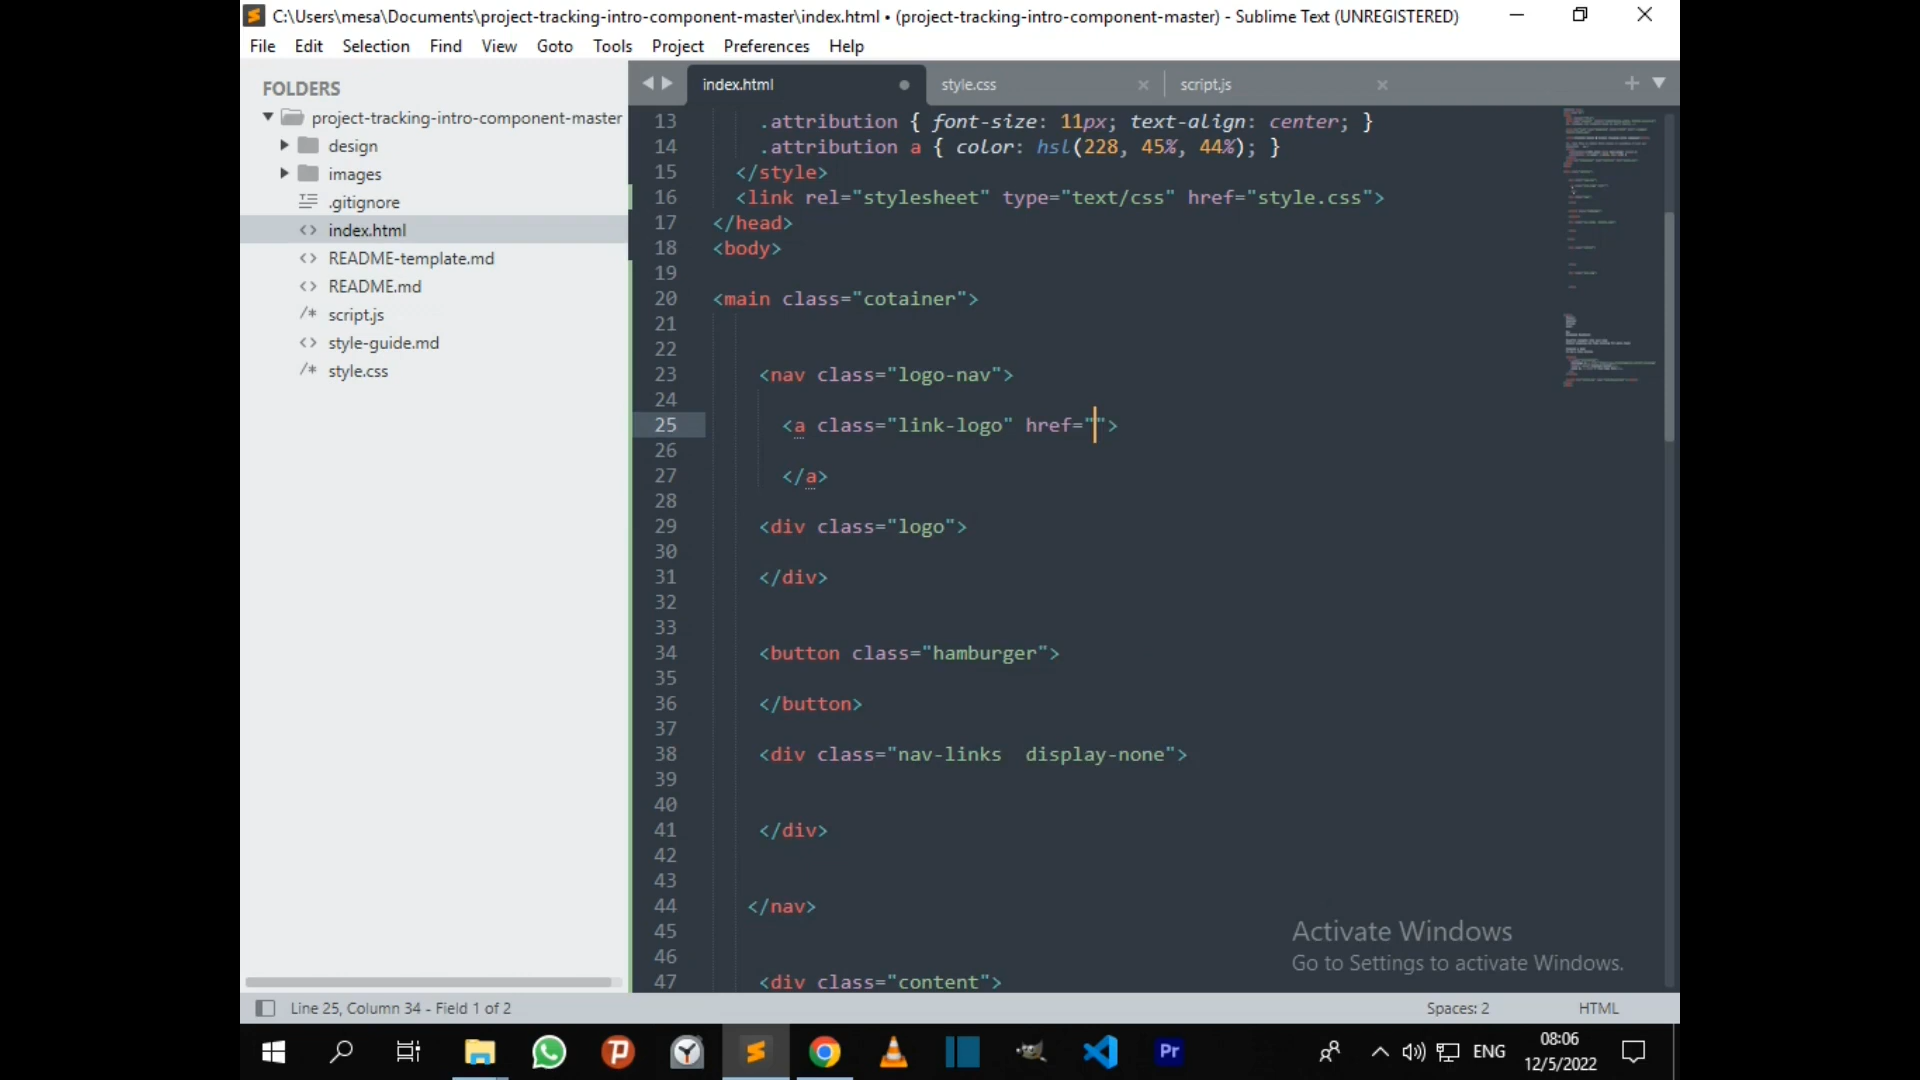 C:\Users\mesa\Documents\project-tracking-intro-component-master\index.html • (project-tracking-intro-component-master) - Sublime Text (UNREGISTERED)
File Edit Selection Find View Goto Tools Project Preferences Help
FOLDERS
project-tracking-intro-component-master
design
images
.gitignore
<> index.html
<> README-template.md
<> README.md
/* script.js
<> style-guide.md
/* style.css
index.html style.css script.js
13 .attribution { font-size: 11px; text-align: center; }
14 .attribution a { color: hsl(228, 45%, 44%); }
15 </style>
16 <link rel="stylesheet" type="text/css" href="style.css">
17 </head>
18 <body>
19
20 <main class="cotainer">
21
22
23 <nav class="logo-nav">
24
25 <a class="link-logo" href="">
26
27 </a>
28
29 <div class="logo">
30
31 </div>
32
33
34 <button class="hamburger">
35
36 </button>
37
38 <div class="nav-links  display-none">
39
40
41 </div>
42
43
44 </nav>
45
46
47 <div class="content">
Activate Windows
Go to Settings to activate Windows.
Line 25, Column 34 - Field 1 of 2
Spaces: 2
HTML
Pr
ENG
08:06
12/5/2022